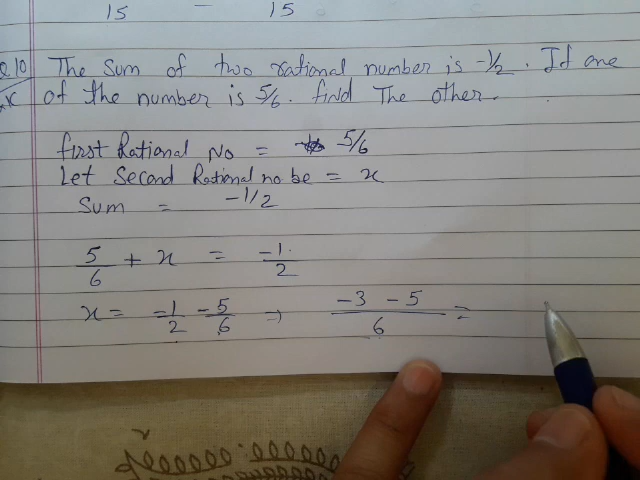 15 - 15
Q10 The Sum of two rational number is -1/2. If one
of the number is 5/6. find The other.
first Rational No = 5/6
Let Second Rational no be = x
Sum = -1/2
5/6 + x = -1/2
x = -1/2 - 5/6 ⇒ -3 - 5/6 =